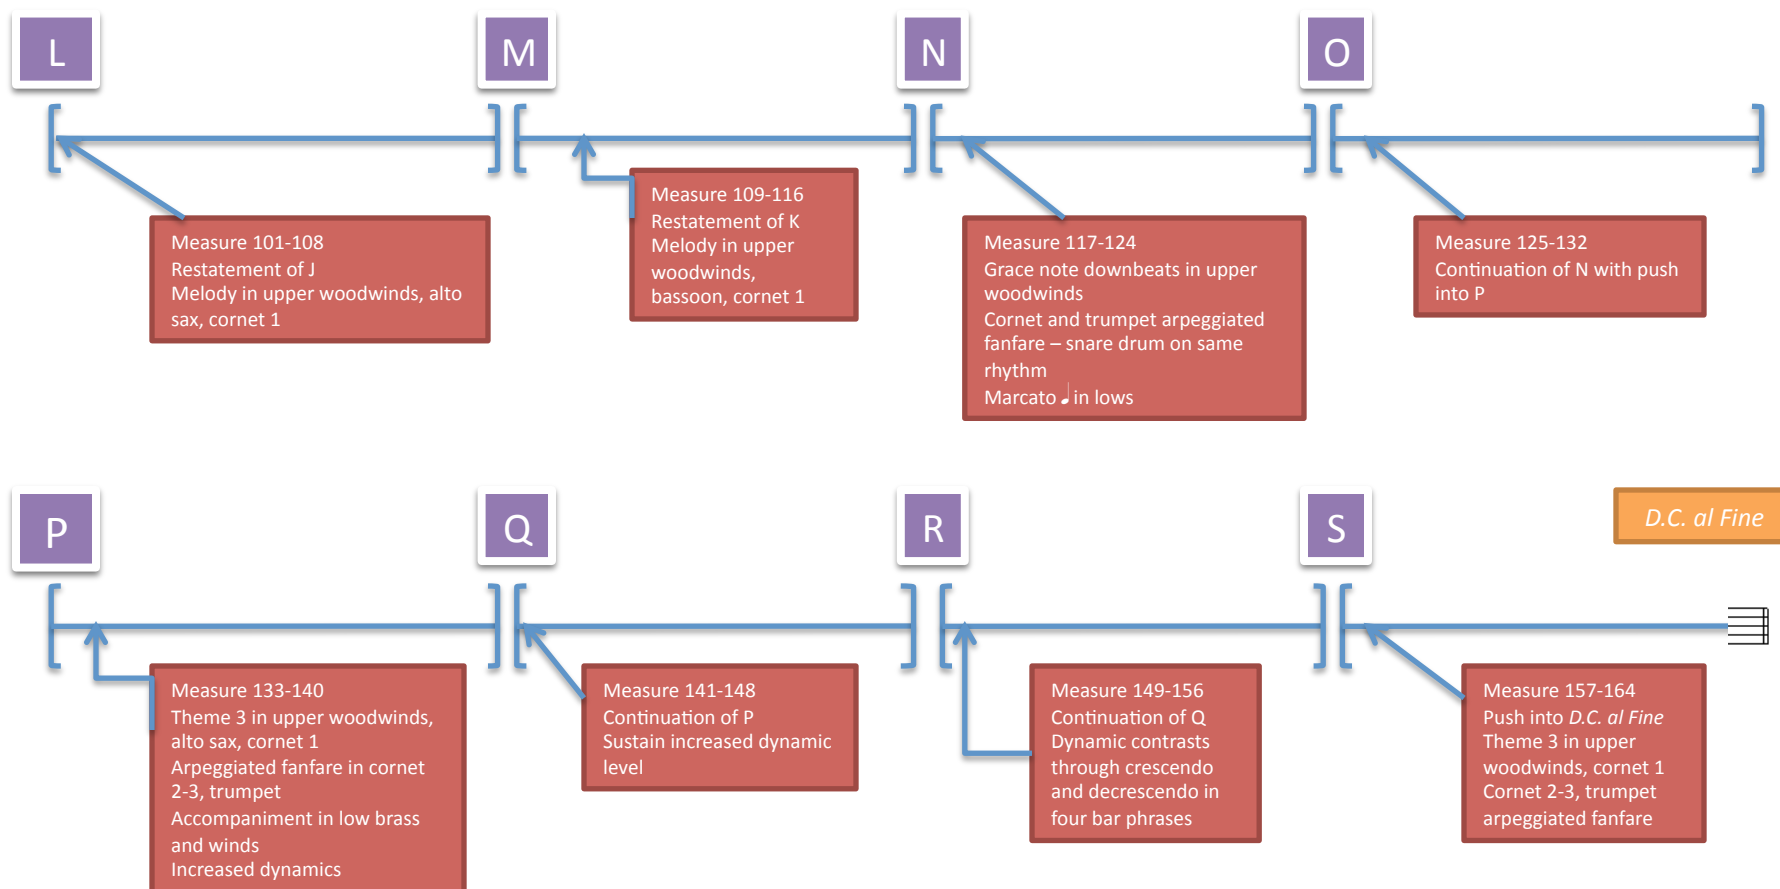 L
M
N
O
Measure 101-108
Restatement of J
Melody in upper woodwinds, alto
sax, cornet 1
Measure 109-116
Restatement of K
Melody in upper
woodwinds,
bassoon, cornet 1
Measure 117-124
Grace note downbeats in upper
woodwinds
Cornet and trumpet arpeggiated
fanfare – snare drum on same
rhythm
Marcato ♩ in lows
Measure 125-132
Continuation of N with push
into P
P
Q
R
S
D.C. al Fine
Measure 133-140
Theme 3 in upper woodwinds,
alto sax, cornet 1
Arpeggiated fanfare in cornet
2-3, trumpet
Accompaniment in low brass
and winds
Increased dynamics
Measure 141-148
Continuation of P
Sustain increased dynamic
level
Measure 149-156
Continuation of Q
Dynamic contrasts
through crescendo
and decrescendo in
four bar phrases
Measure 157-164
Push into D.C. al Fine
Theme 3 in upper
woodwinds, cornet 1
Cornet 2-3, trumpet
arpeggiated fanfare